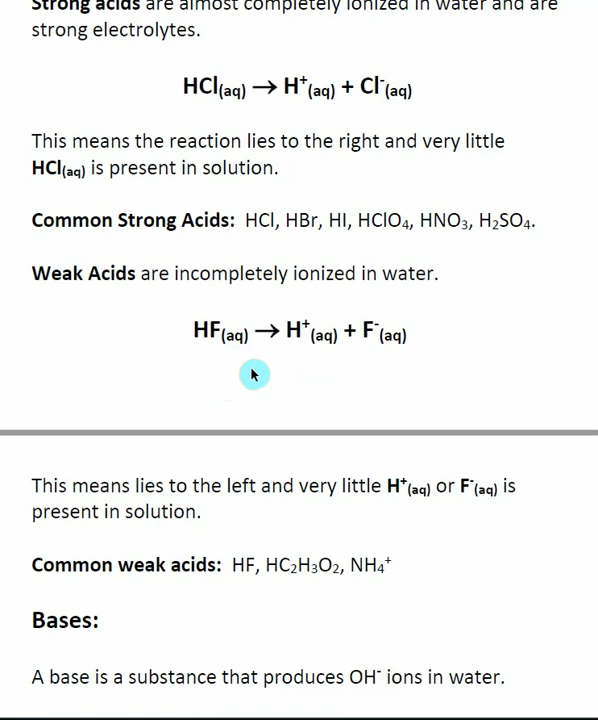 Strong acids are almost completely ionized in water and are
strong electrolytes.
HCl(aq) → H⁺(aq) + Cl⁻(aq)
This means the reaction lies to the right and very little
HCl(aq) is present in solution.
Common Strong Acids: HCl, HBr, HI, HClO₄, HNO₃, H₂SO₄.
Weak Acids are incompletely ionized in water.
HF(aq) → H⁺(aq) + F⁻(aq)
This means lies to the left and very little H⁺(aq) or F⁻(aq) is
present in solution.
Common weak acids: HF, HC₂H₃O₂, NH₄⁺
Bases:
A base is a substance that produces OH⁻ ions in water.